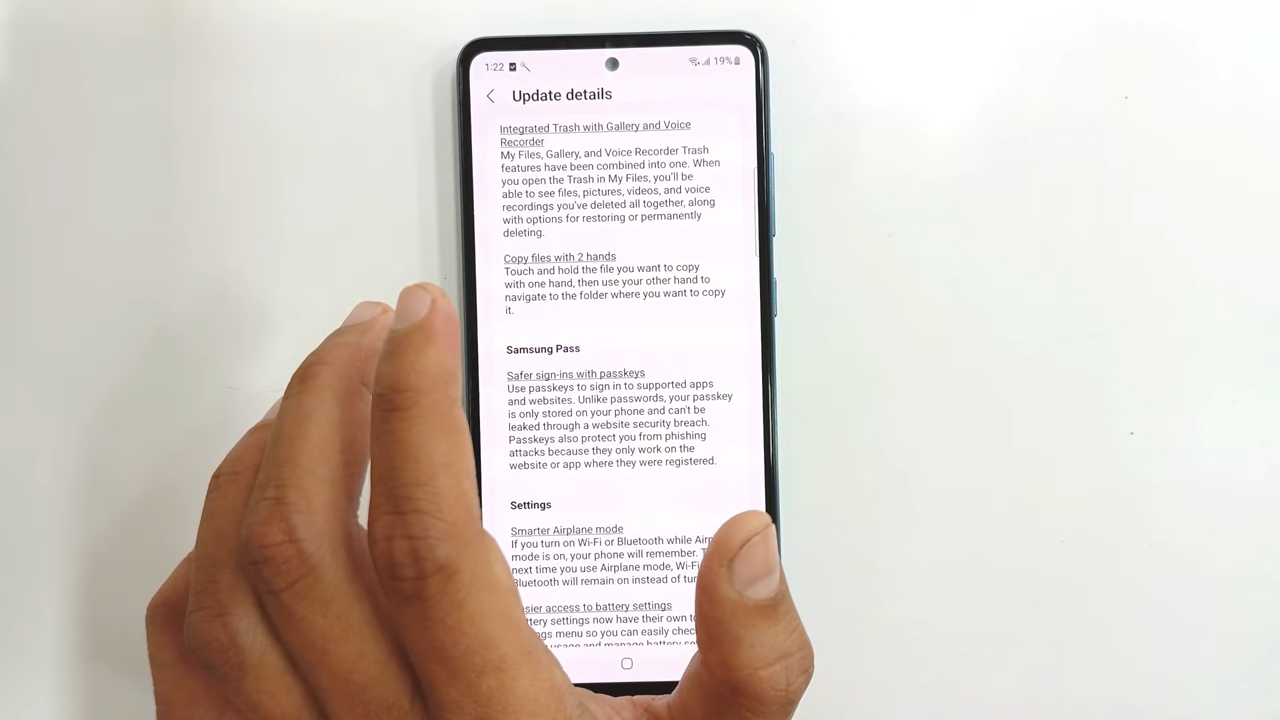 1:22
19%
Update details
Integrated Trash with Gallery and Voice
Recorder
My Files, Gallery, and Voice Recorder Trash
features have been combined into one. When
you open the Trash in My Files, you'll be
able to see files, pictures, videos, and voice
recordings you've deleted all together, along
with options for restoring or permanently
deleting.
Copy files with 2 hands
Touch and hold the file you want to copy
with one hand, then use your other hand to
navigate to the folder where you want to copy
it.
Samsung Pass
Safer sign-ins with passkeys
Use passkeys to sign in to supported apps
and websites. Unlike passwords, your passkey
is only stored on your phone and can't be
leaked through a website security breach.
Passkeys also protect you from phishing
attacks because they only work on the
website or app where they were registered.
Settings
Smarter Airplane mode
If you turn on Wi-Fi or Bluetooth while
mode is on, your phone will remember.
next time you use Airplane mode, Wi-Fi
Bluetooth will remain on instead of
access to battery settings
settings now have their own
menu so you can easily
usage and manage battery